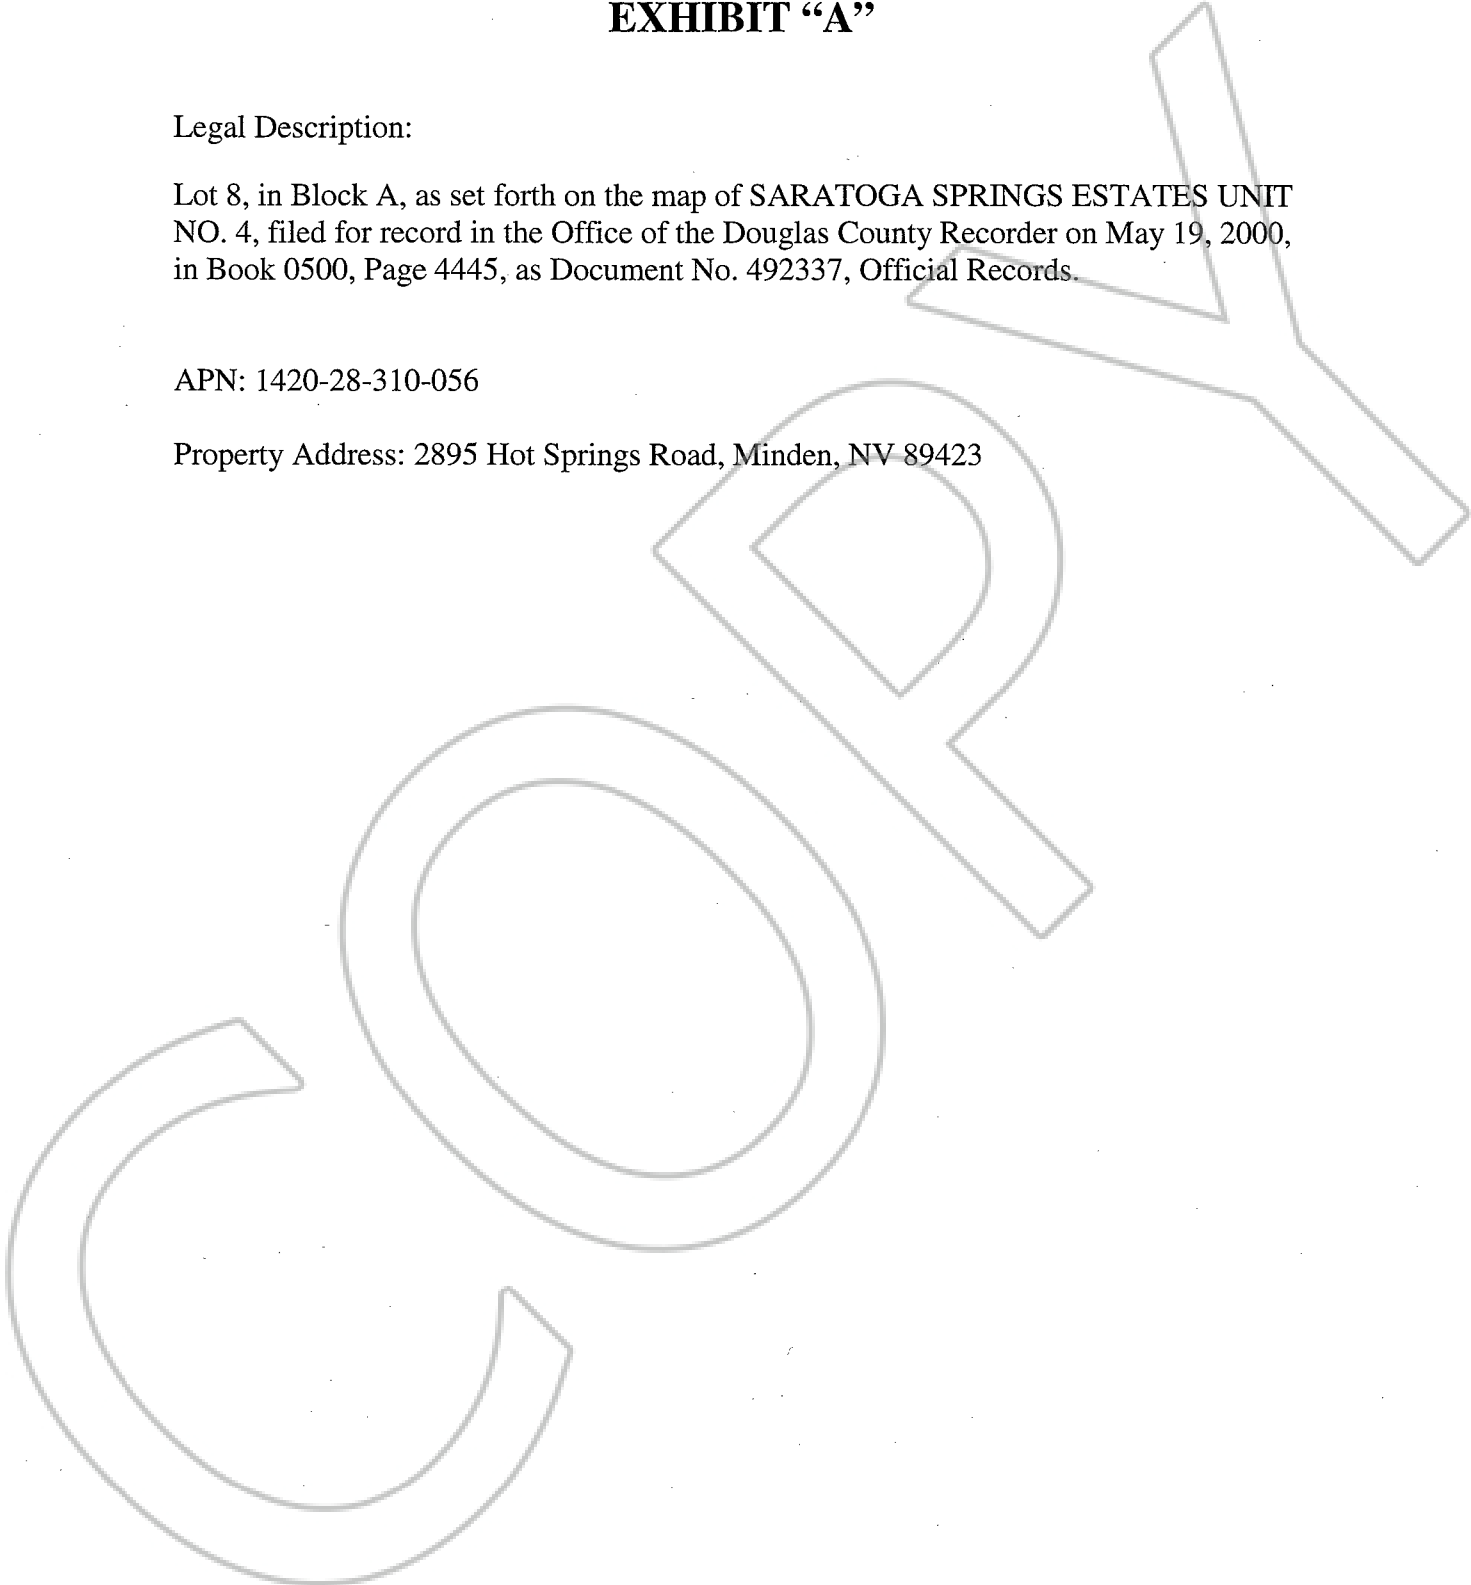 EXHIBIT “A”
Legal Description:
Lot 8, in Block A, as set forth on the map of SARATOGA SPRINGS ESTATES UNIT
NO. 4, filed for record in the Office of the Douglas County Recorder on May 19, 2000,
in Book 0500, Page 4445, as Document No. 492337, Official Records.
APN: 1420-28-310-056
Property Address: 2895 Hot Springs Road, Minden, NV 89423
COPY